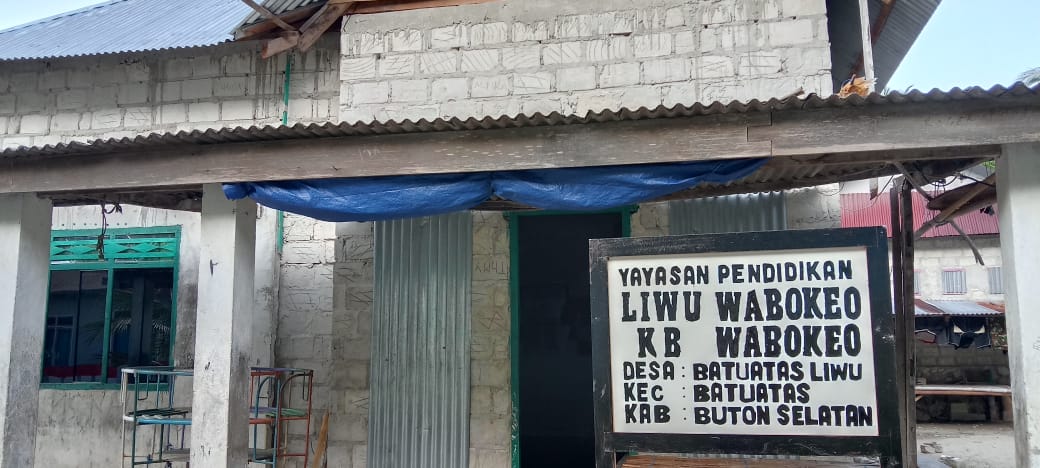 YAYASAN PENDIDIKAN
LIWU WABOKEO
KB WABOKEO
DESA : BATUATAS LIWU
KEC : BATUATAS
KAB : BUTON SELATAN